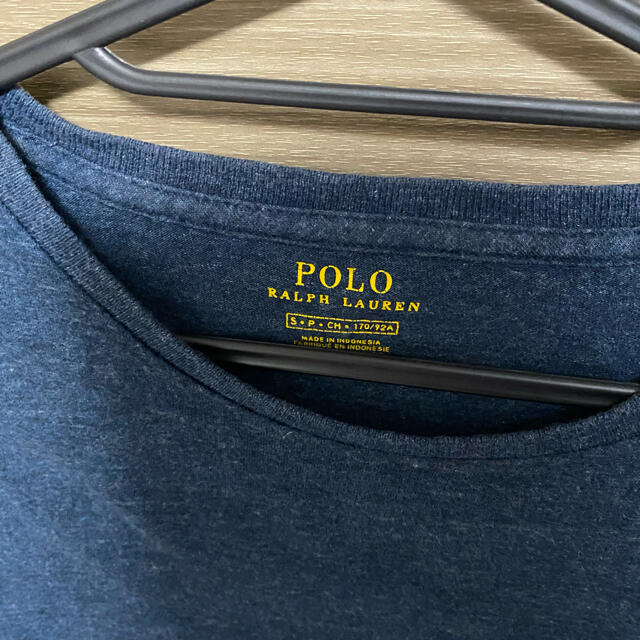 POLO
RALPH LAUREN
S • P • CH • 170/92A
MADE IN INDONESIA
FABRIQUÉ EN INDONÉSIE